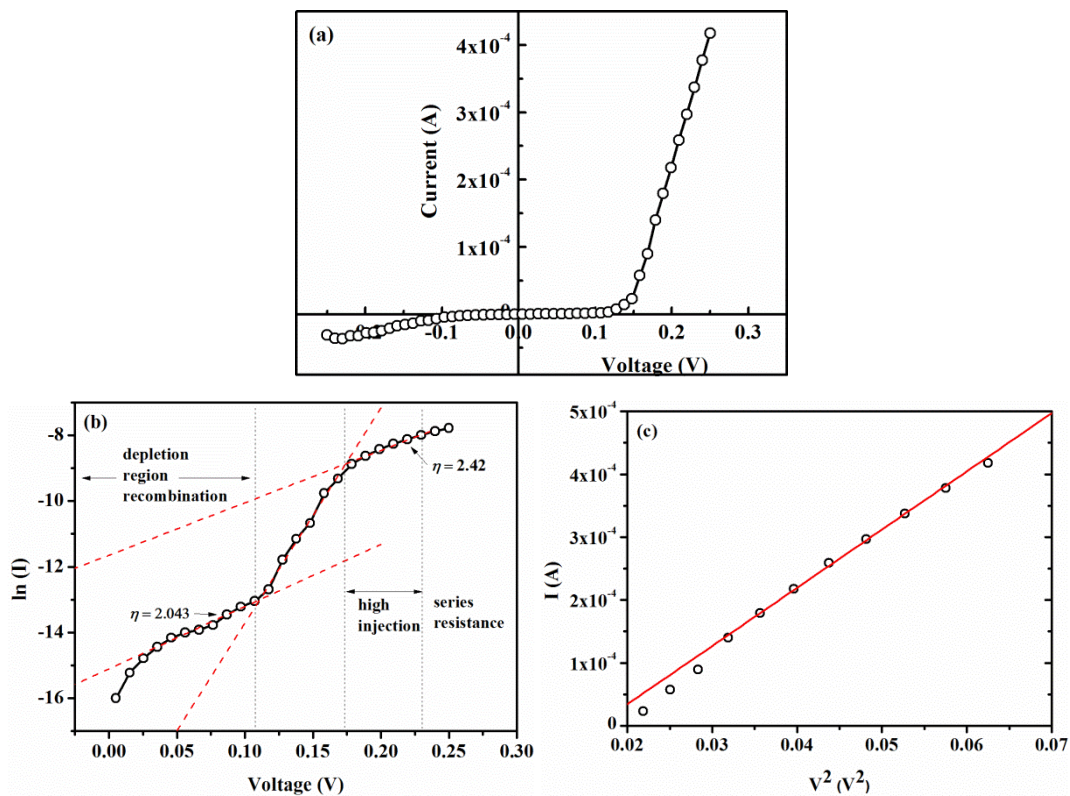 (a)
4x10⁻⁴
3x10⁻⁴
2x10⁻⁴
1x10⁻⁴
0
Current (A)
-0.1 0.0 0.1 0.2 0.3
Voltage (V)
(b)
-8
-10
-12
-14
-16
ln (I)
depletion
region
recombination
η = 2.42
η = 2.043
high
injection
series
resistance
0.00 0.05 0.10 0.15 0.20 0.25 0.30
Voltage (V)
(c)
5x10⁻⁴
4x10⁻⁴
3x10⁻⁴
2x10⁻⁴
1x10⁻⁴
0
I (A)
0.02 0.03 0.04 0.05 0.06 0.07
V² (V²)